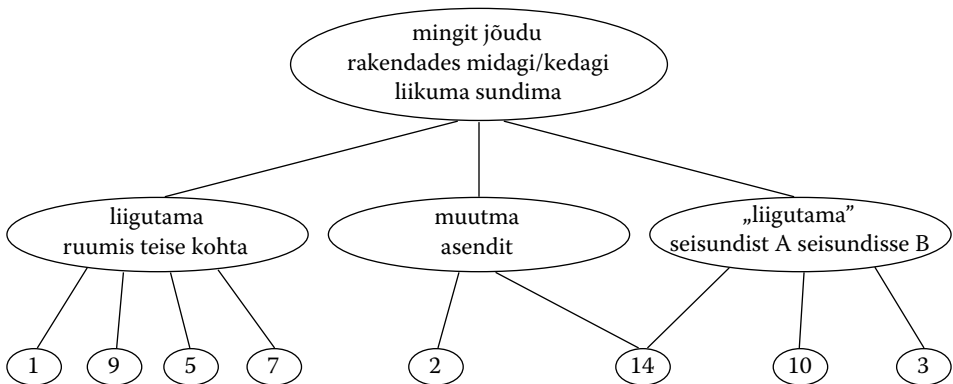 mingit jõudu
rakendades midagi/kedagi
liikuma sundima
liigutama
ruumis teise kohta
muutma
asendit
„liigutama”
seisundist A seisundisse B
1
9
5
7
2
14
10
3